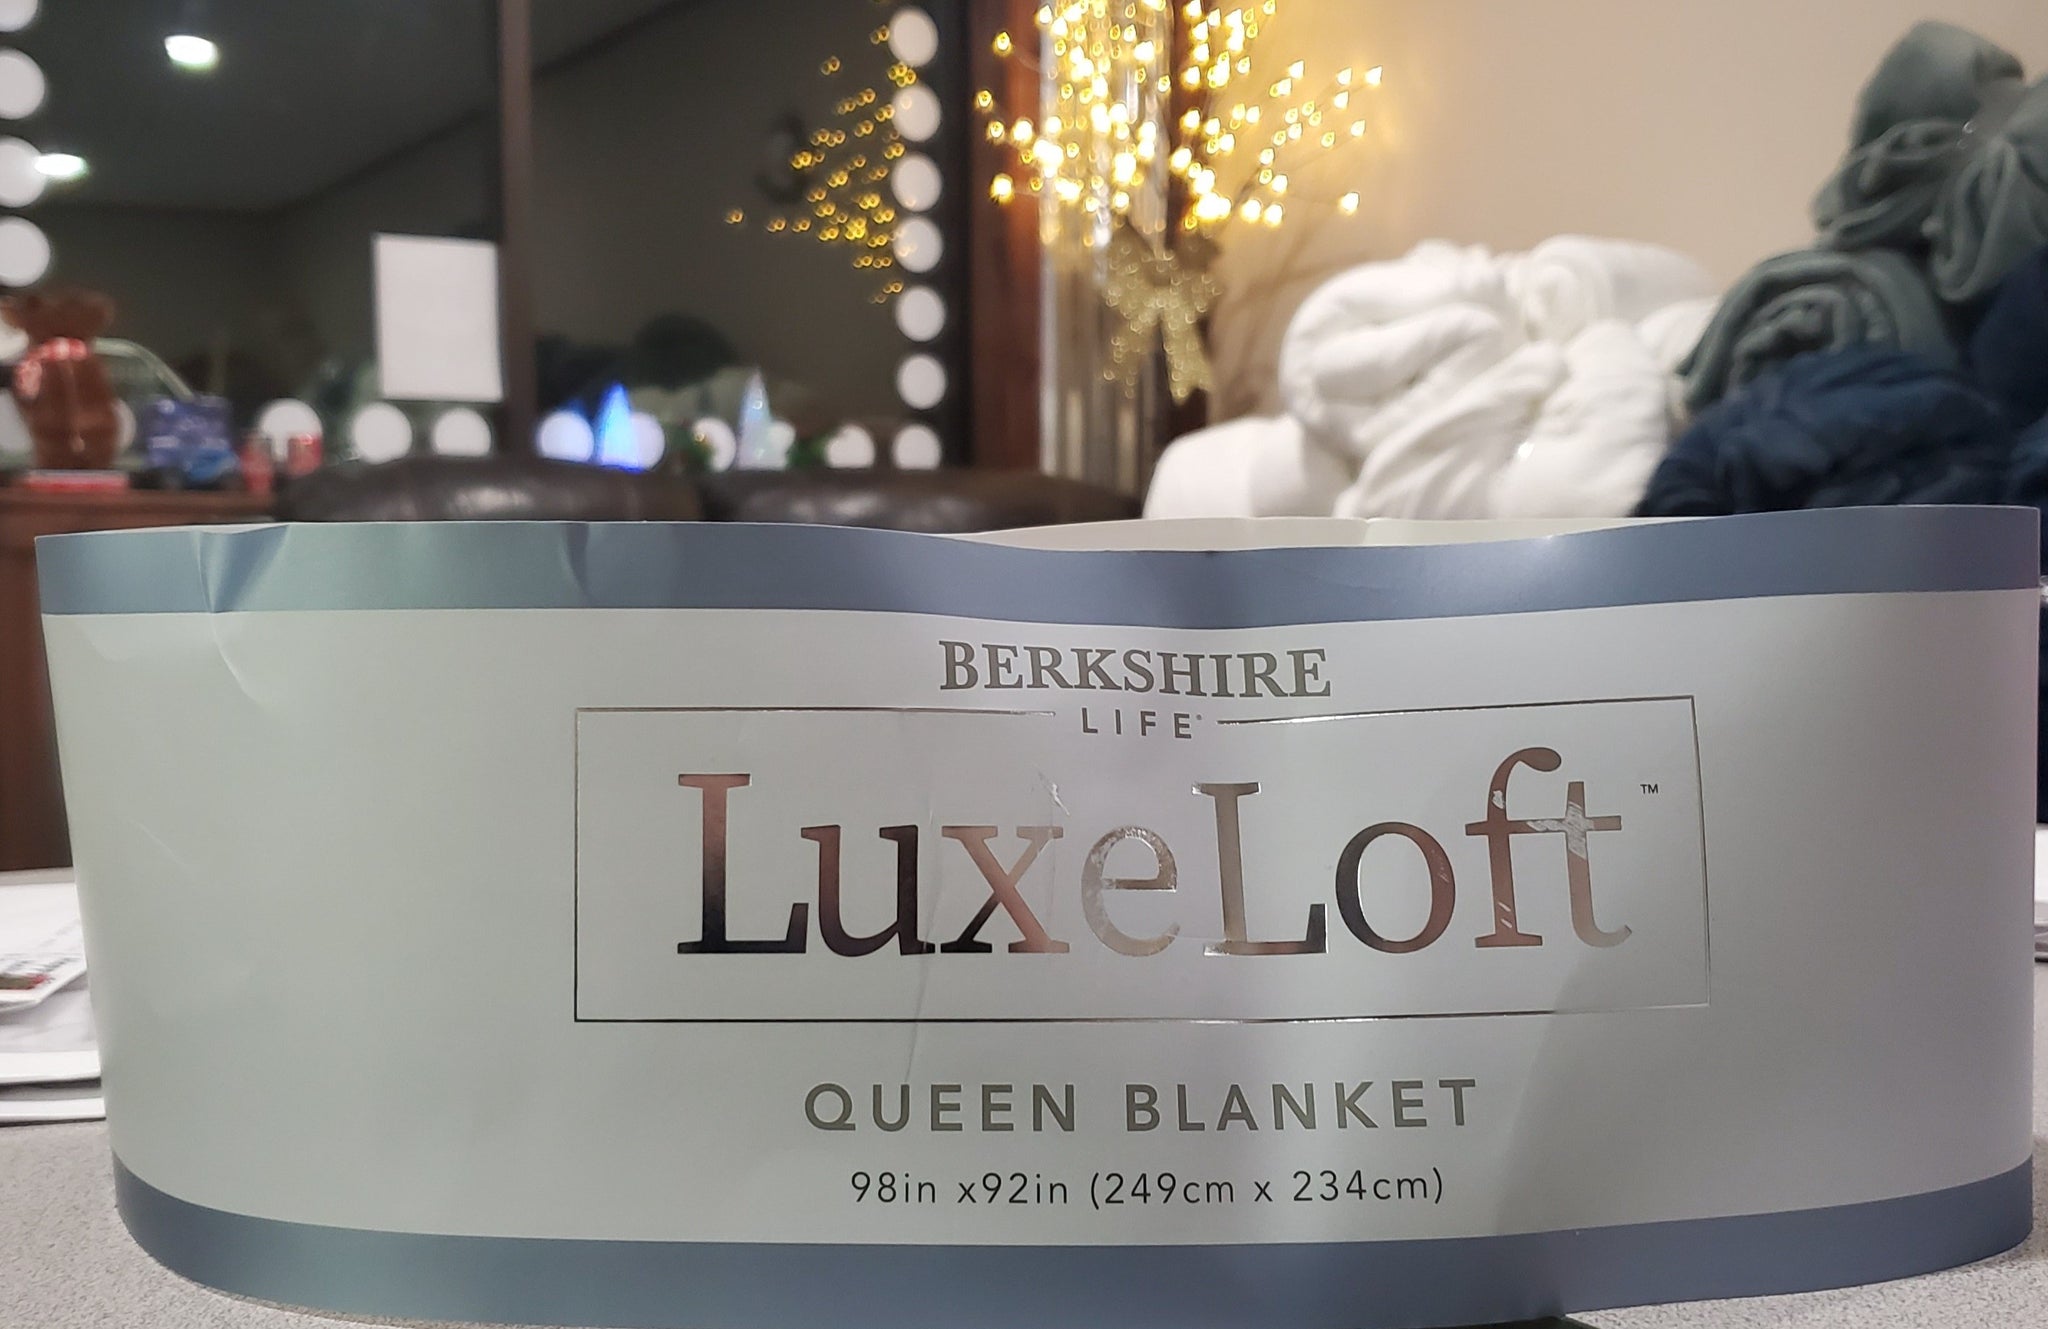 BERKSHIRE
LIFE®
LuxeLoft™
QUEEN BLANKET
98in x92in (249cm x 234cm)